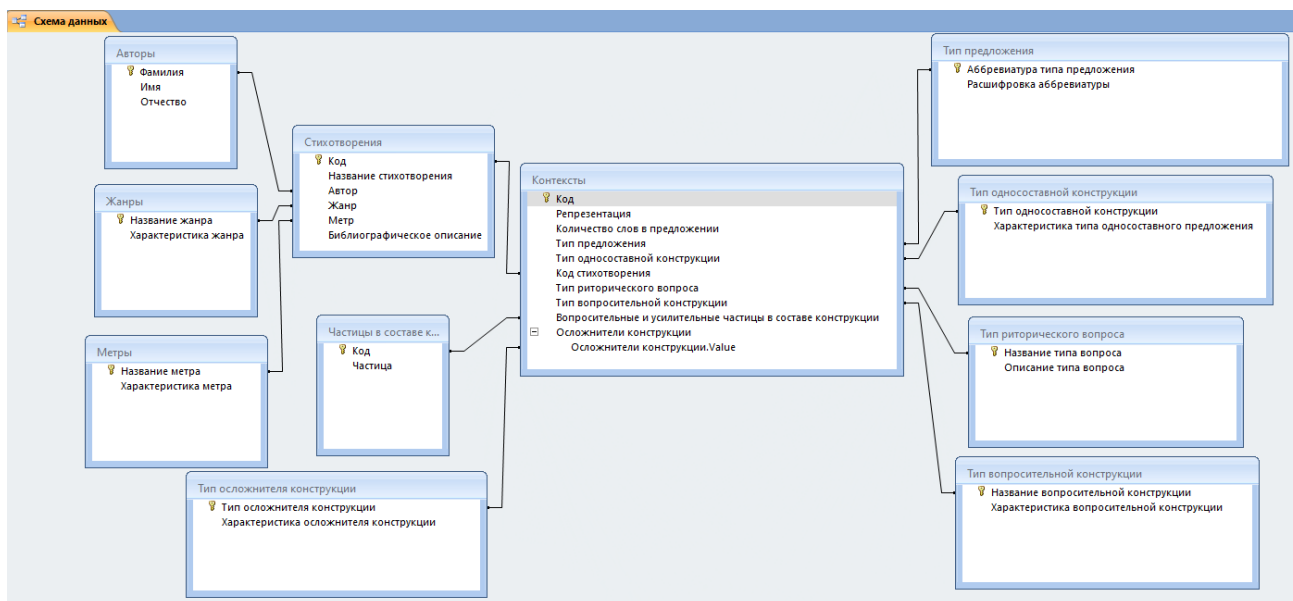 Схема данных
Авторы
Фамилия
Имя
Отчество
Жанры
Название жанра
Характеристика жанра
Метры
Название метра
Характеристика метра
Стихотворения
Код
Название стихотворения
Автор
Жанр
Метр
Библиографическое описание
Частицы в составе к...
Код
Частица
Тип осложнителя конструкции
Тип осложнителя конструкции
Характеристика осложнителя конструкции
Контексты
Код
Репрезентация
Количество слов в предложении
Тип предложения
Тип односоставной конструкции
Код стихотворения
Тип риторического вопроса
Тип вопросительной конструкции
Вопросительные и усилительные частицы в составе конструкции
Осложнители конструкции
Осложнители конструкции.Value
Тип предложения
Аббревиатура типа предложения
Расшифровка аббревиатуры
Тип односоставной конструкции
Тип односоставной конструкции
Характеристика типа односоставного предложения
Тип риторического вопроса
Название типа вопроса
Описание типа вопроса
Тип вопросительной конструкции
Название вопросительной конструкции
Характеристика вопросительной конструкции